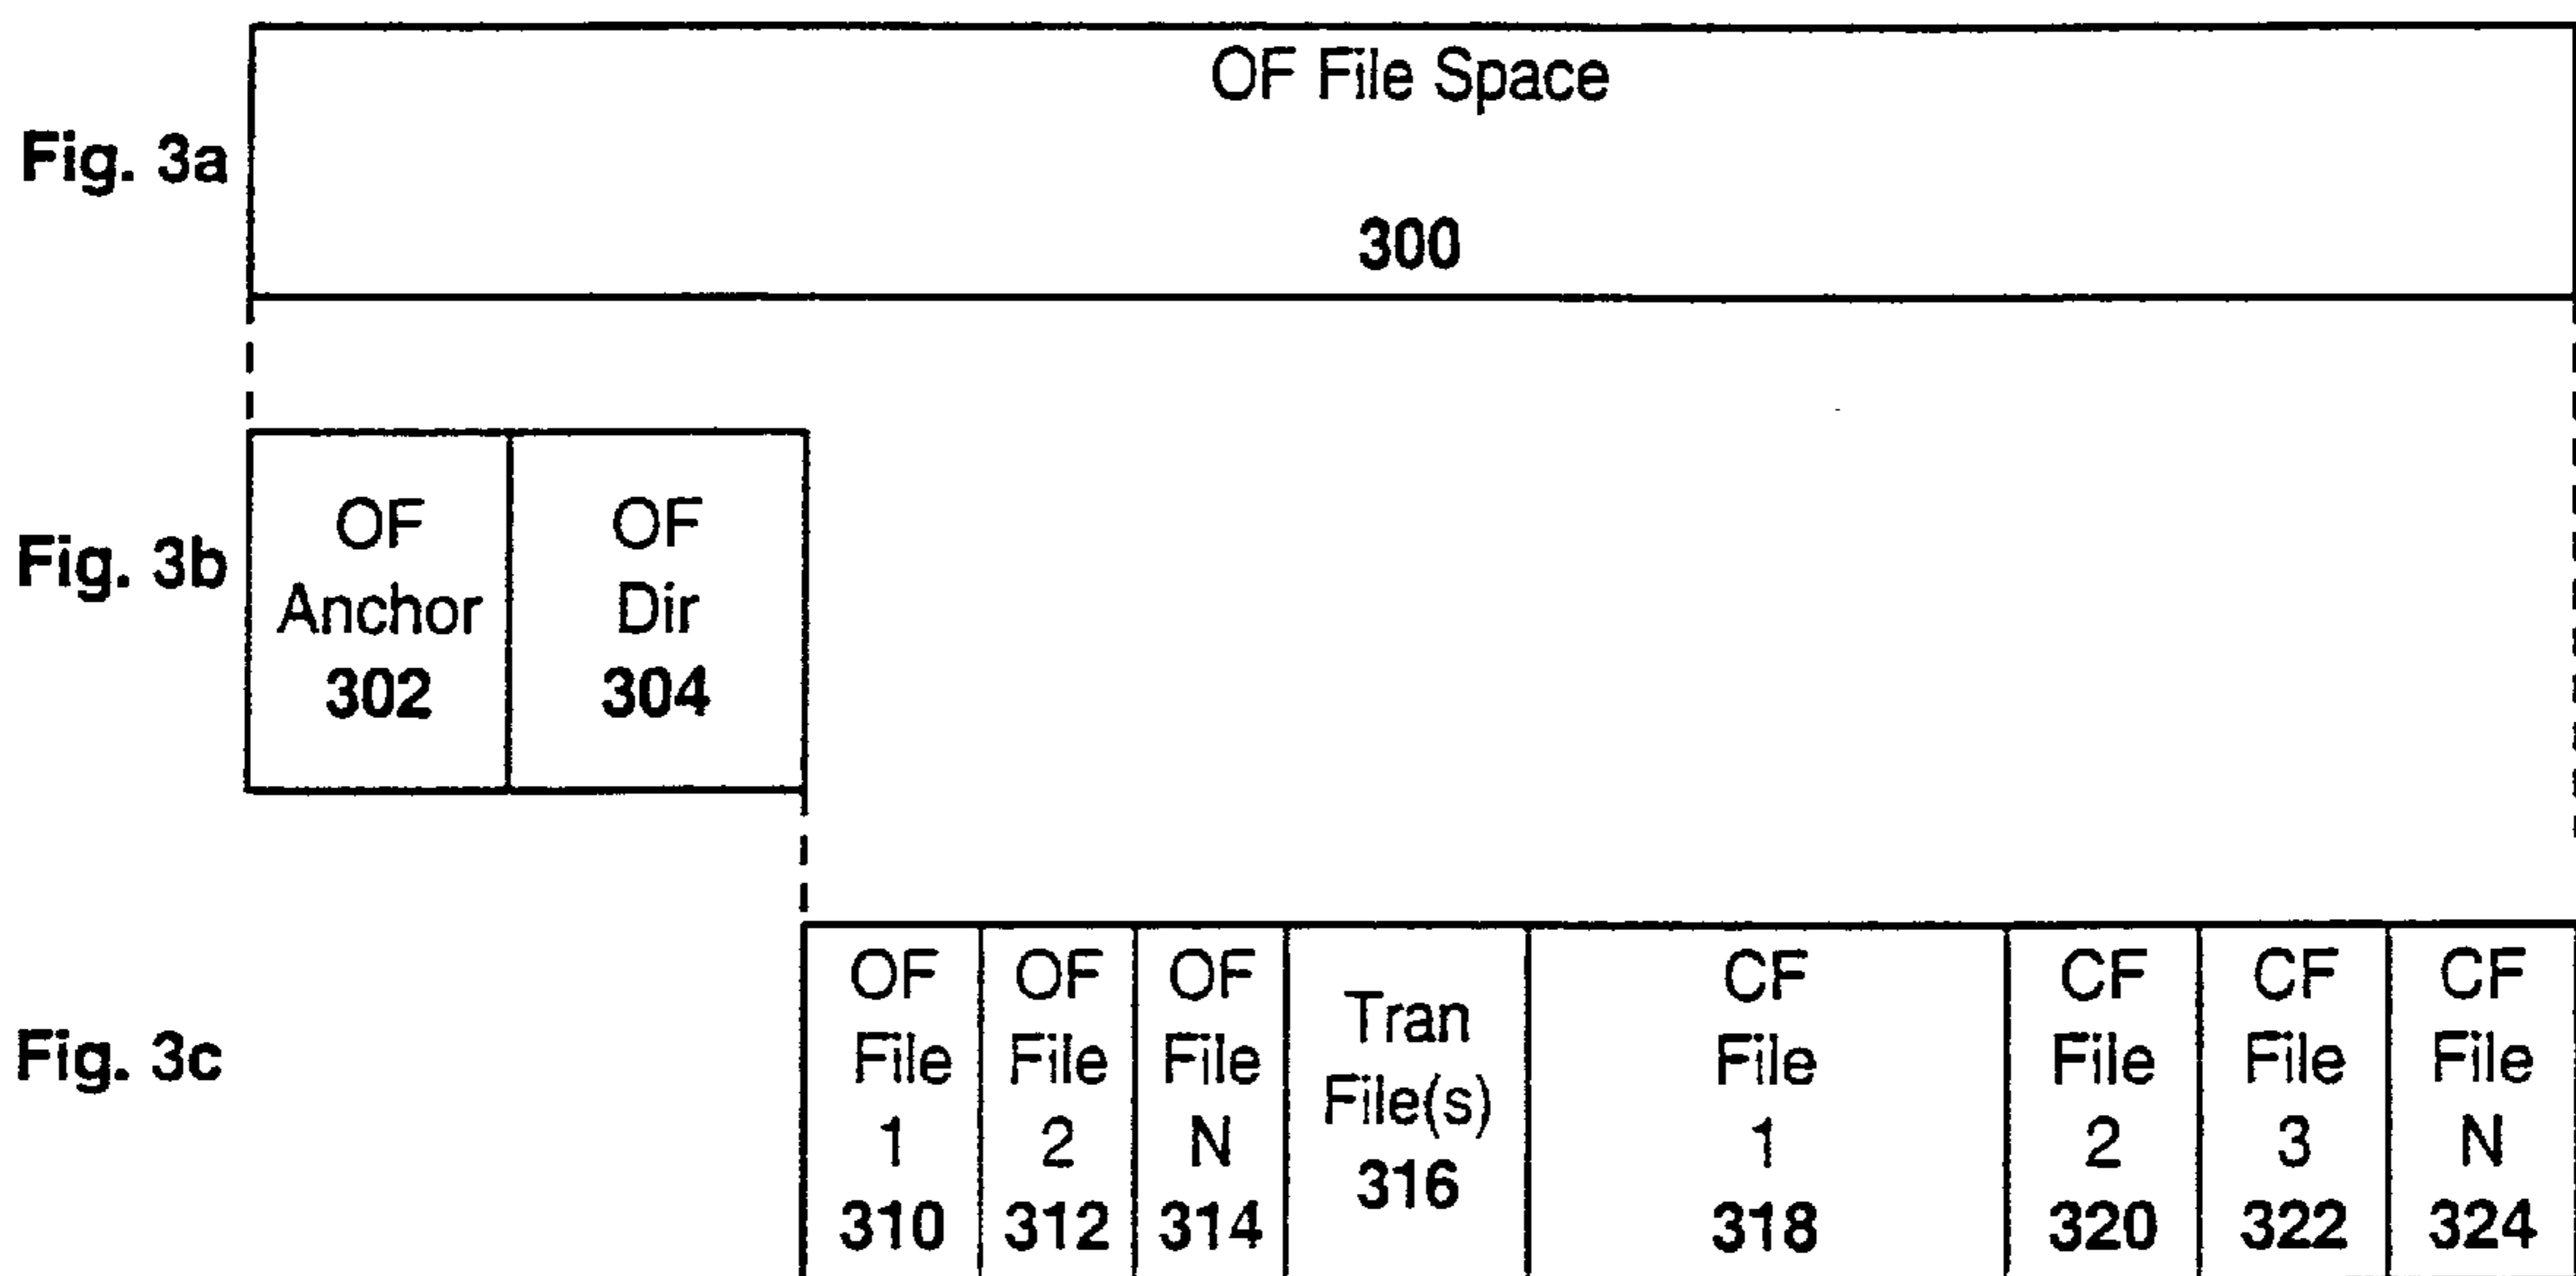 Fig. 3a
OF File Space
300
Fig. 3b
OF
Anchor
302
OF
Dir
304
Fig. 3c
OF
File
1
310
OF
File
2
312
OF
File
N
314
Tran
File(s)
316
CF
File
1
318
CF
File
2
320
CF
File
3
322
CF
File
N
324